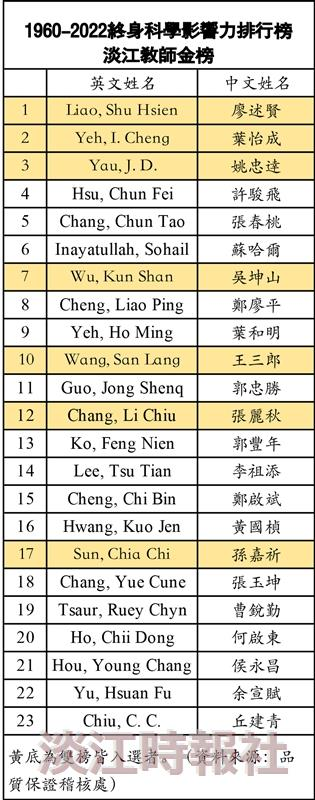 1960-2022終身科學影響力排行榜
淡江教師金榜
英文姓名 中文姓名
1 Liao, Shu Hsien 廖述賢
2 Yeh, I. Cheng 葉怡成
3 Yau, J. D. 姚忠達
4 Hsu, Chun Fei 許駿飛
5 Chang, Chun Tao 張春桃
6 Inayatullah, Sohail 蘇哈爾
7 Wu, Kun Shan 吳坤山
8 Cheng, Liao Ping 鄭廖平
9 Yeh, Ho Ming 葉和明
10 Wang, San Lang 王三郎
11 Guo, Jong Shenq 郭忠勝
12 Chang, Li Chiu 張麗秋
13 Ko, Feng Nien 郭豐年
14 Lee, Tsu Tian 李祖添
15 Cheng, Chi Bin 鄭啟斌
16 Hwang, Kuo Jen 黃國楨
17 Sun, Chia Chi 孫嘉祈
18 Chang, Yue Cune 張玉坤
19 Tsaur, Ruey Chyn 曹銳勤
20 Ho, Chii Dong 何啟東
21 Hou, Young Chang 侯永昌
22 Yu, Hsuan Fu 余宣賦
23 Chiu, C. C. 丘建青
黃底為雙榜皆入選者。（資料來源：品
質保證稽核處）
淡江時報社